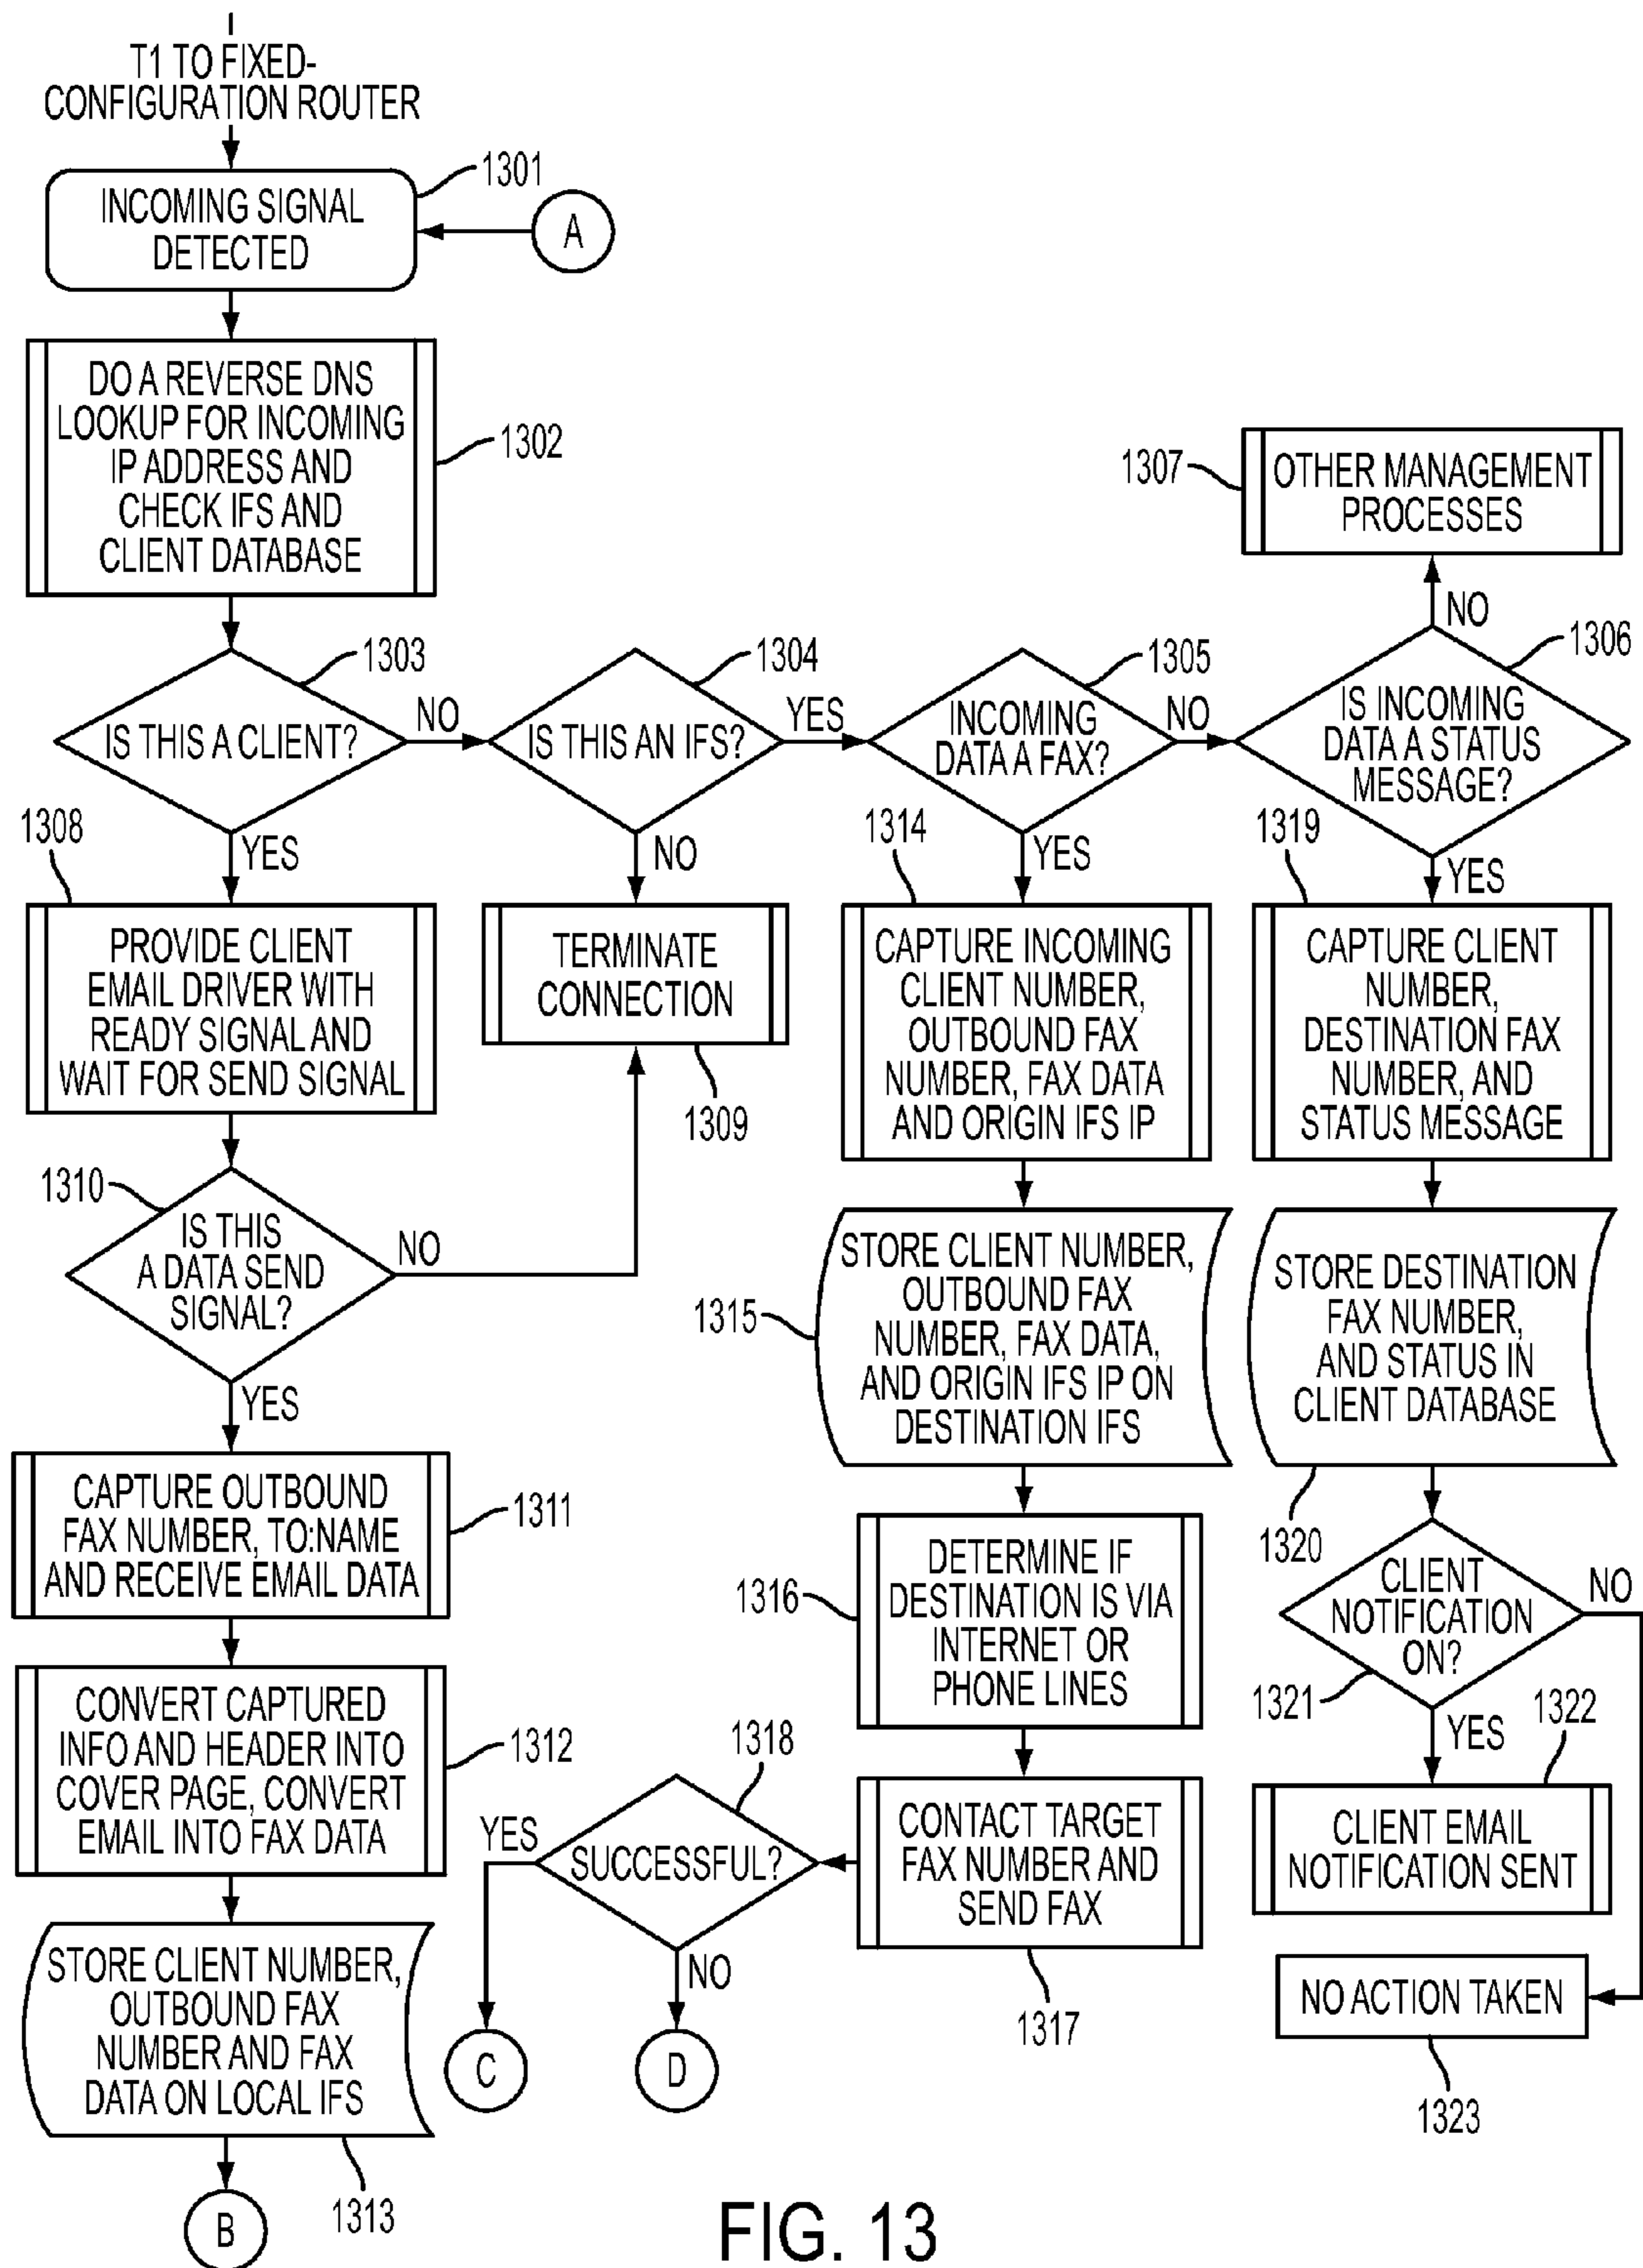 T1 TO FIXED-
CONFIGURATION ROUTER
INCOMING SIGNAL
DETECTED
1301
A
DO A REVERSE DNS
LOOKUP FOR INCOMING
IP ADDRESS AND
CHECK IFS AND
CLIENT DATABASE
1302
1307
OTHER MANAGEMENT
PROCESSES
NO
1303
IS THIS A CLIENT?
NO
YES
1304
IS THIS AN IFS?
YES
NO
1305
INCOMING
DATA A FAX?
NO
YES
1306
IS INCOMING
DATA A STATUS
MESSAGE?
YES
1308
PROVIDE CLIENT
EMAIL DRIVER WITH
READY SIGNAL AND
WAIT FOR SEND SIGNAL
TERMINATE
CONNECTION
1309
1314
CAPTURE INCOMING
CLIENT NUMBER,
OUTBOUND FAX
NUMBER, FAX DATA
AND ORIGIN IFS IP
1319
CAPTURE CLIENT
NUMBER,
DESTINATION FAX
NUMBER, AND
STATUS MESSAGE
1310
IS THIS
A DATA SEND
SIGNAL?
NO
YES
1315
STORE CLIENT NUMBER,
OUTBOUND FAX
NUMBER, FAX DATA,
AND ORIGIN IFS IP ON
DESTINATION IFS
STORE DESTINATION
FAX NUMBER,
AND STATUS IN
CLIENT DATABASE
1320
CAPTURE OUTBOUND
FAX NUMBER, TO:NAME
AND RECEIVE EMAIL DATA
1311
1316
DETERMINE IF
DESTINATION IS VIA
INTERNET OR
PHONE LINES
CLIENT
NOTIFICATION
ON?
NO
1321
YES
1322
CONVERT CAPTURED
INFO AND HEADER INTO
COVER PAGE, CONVERT
EMAIL INTO FAX DATA
1312
1318
YES
SUCCESSFUL?
NO
CONTACT TARGET
FAX NUMBER AND
SEND FAX
1317
CLIENT EMAIL
NOTIFICATION SENT
STORE CLIENT NUMBER,
OUTBOUND FAX
NUMBER AND FAX
DATA ON LOCAL IFS
1313
C
D
NO ACTION TAKEN
1323
B
FIG. 13